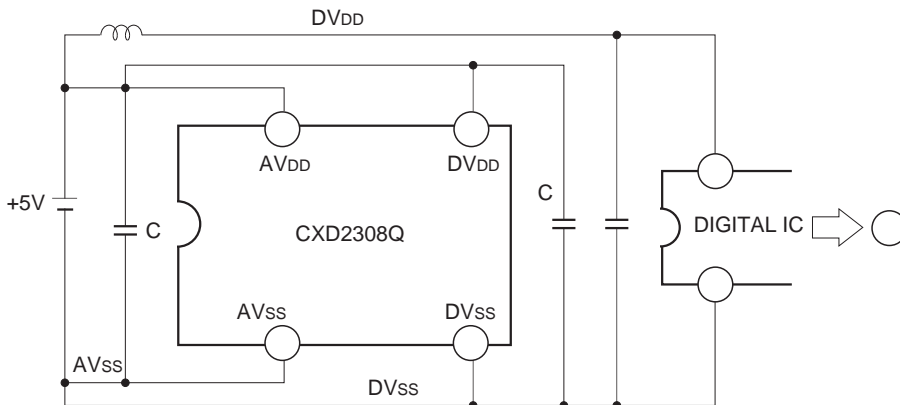 DVDD
AVDD
DVDD
+5V
C
C
CXD2308Q
DIGITAL IC
AVSS
DVSS
AVSS
DVSS